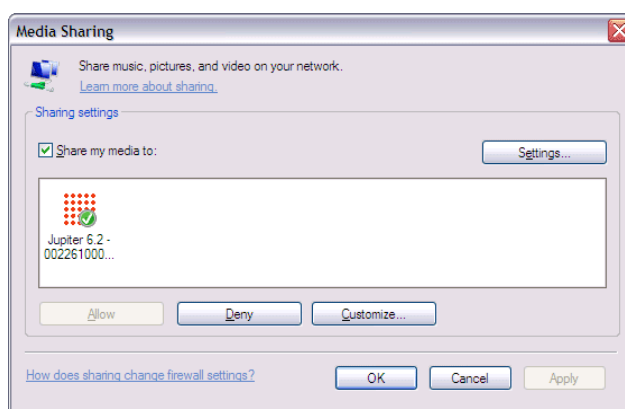 Media Sharing
Share music, pictures, and video on your network.
Learn more about sharing.
Sharing settings
Share my media to:
Settings...
Jupiter 6.2 -
002261000...
Allow
Deny
Customize...
How does sharing change firewall settings?
OK
Cancel
Apply